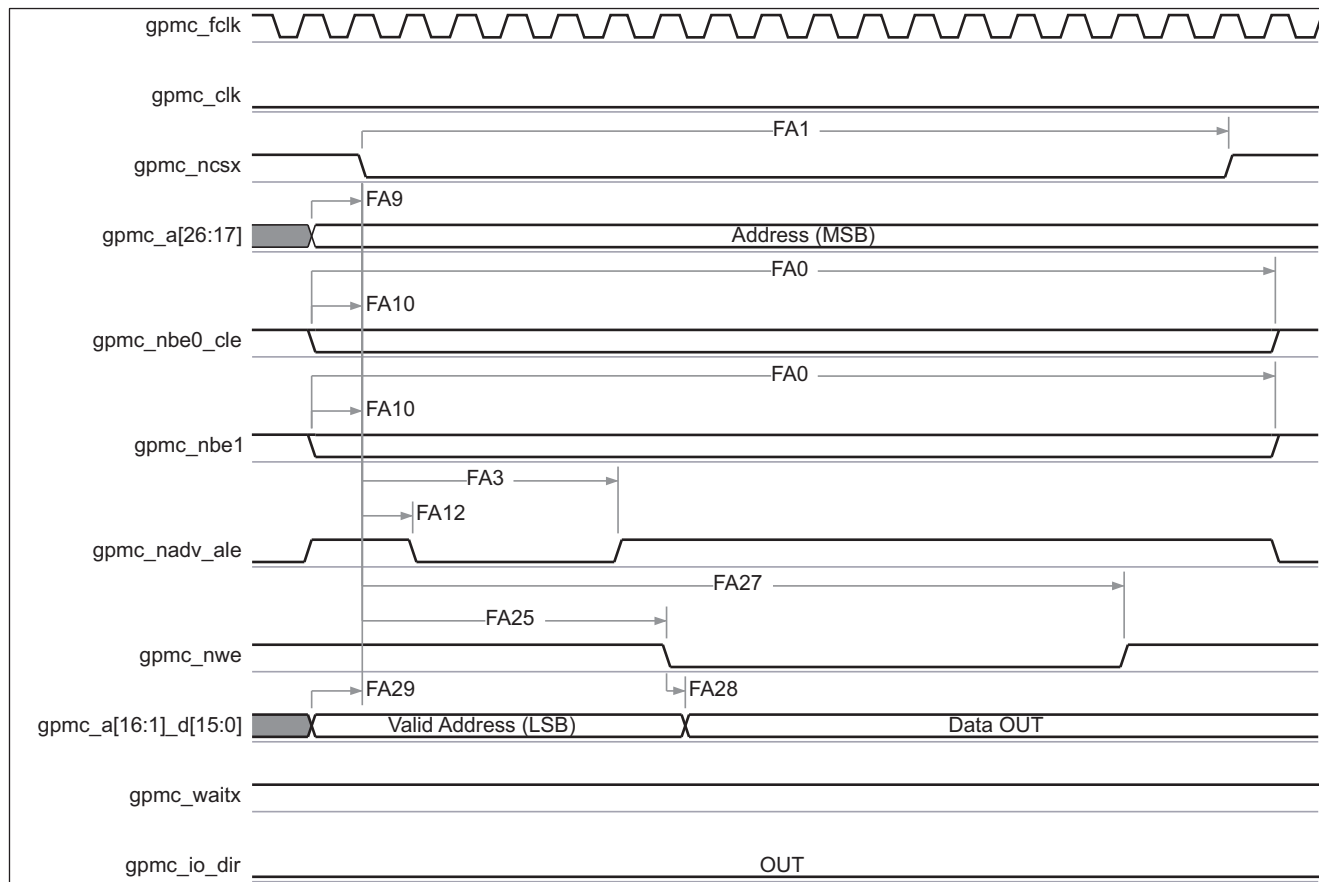 gpmc_fclk
gpmc_clk
FA1
gpmc_ncsx
FA9
gpmc_a[26:17]
Address (MSB)
FA0
FA10
gpmc_nbe0_cle
FA0
FA10
gpmc_nbe1
FA3
FA12
gpmc_nadv_ale
FA27
FA25
gpmc_nwe
FA29
FA28
gpmc_a[16:1]_d[15:0]
Valid Address (LSB)
Data OUT
gpmc_waitx
gpmc_io_dir
OUT